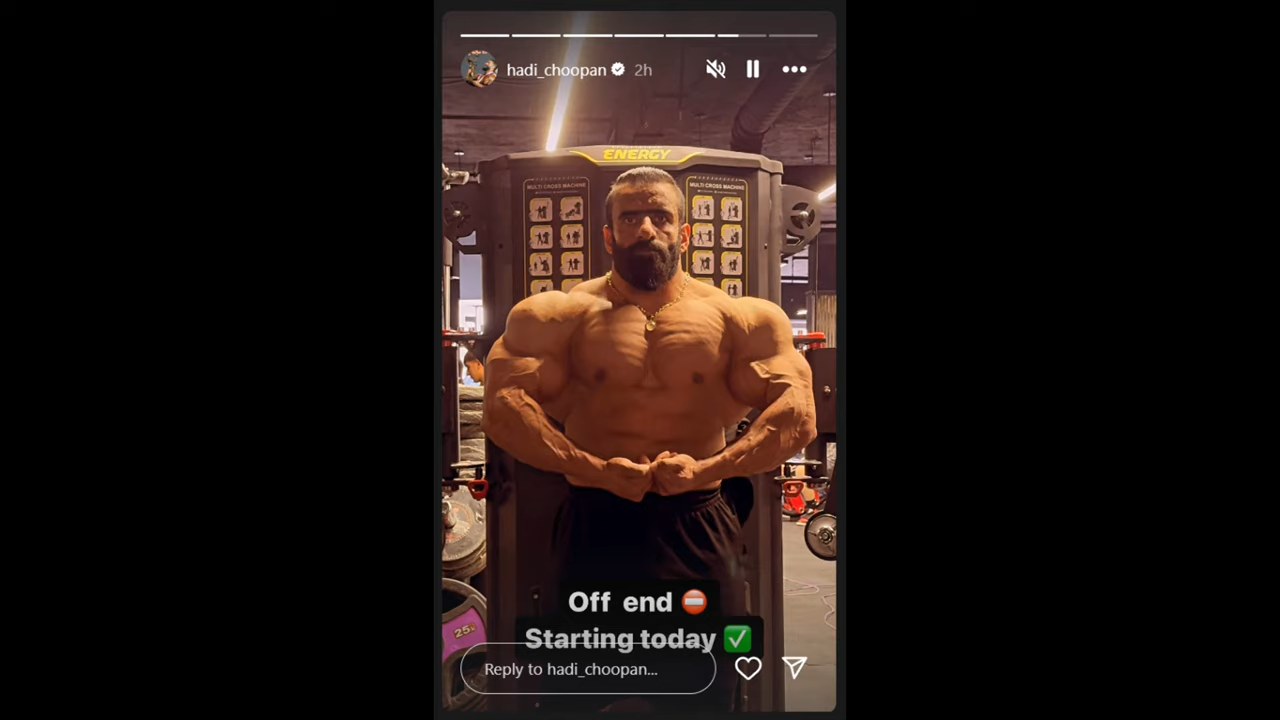 hadi_choopan 2h
ENERGY
MULTI CROSS MACHINE
MULTI CROSS MACHINE
Off end ⛔
Starting today ✅
25
Reply to hadi_choopan...